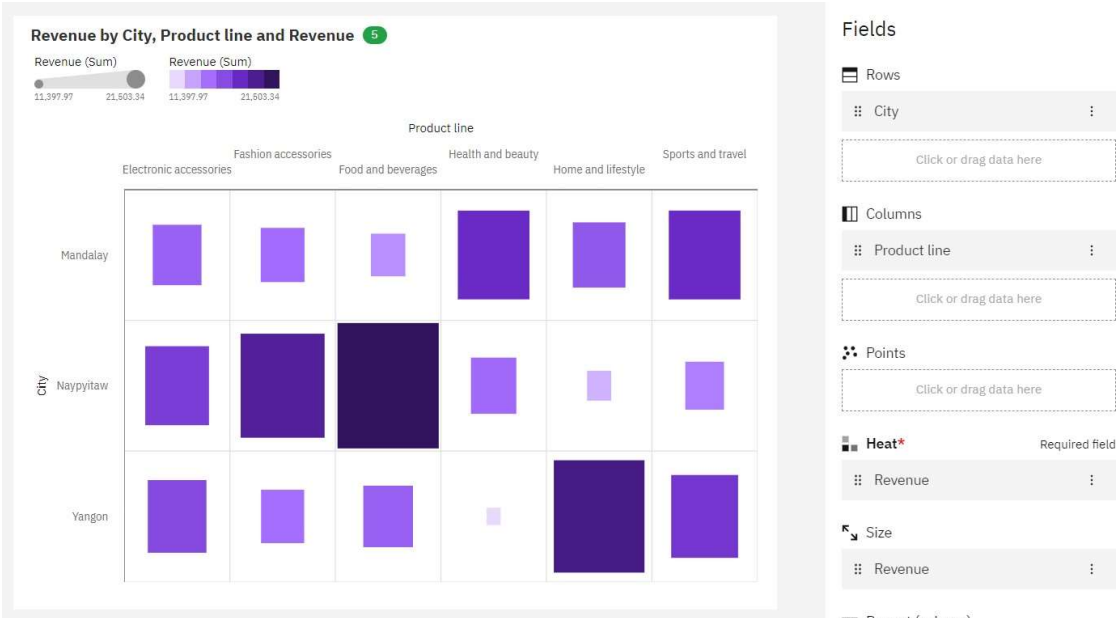 Revenue by City, Product line and Revenue 5
Revenue (Sum)
11,397.97 21,503.34
Revenue (Sum)
11,397.97 21,503.34
Product line
Electronic accessories
Fashion accessories
Food and beverages
Health and beauty
Home and lifestyle
Sports and travel
City
Mandalay
Naypyitaw
Yangon
Fields
Rows
City
Click or drag data here
Columns
Product line
Click or drag data here
Points
Click or drag data here
Heat* Required field
Revenue
Size
Revenue